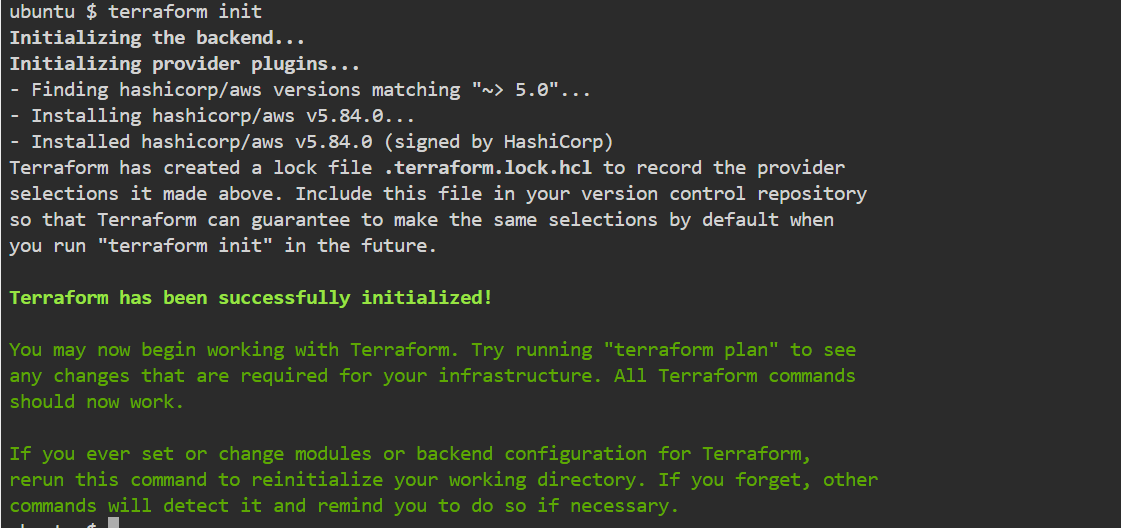 ubuntu $ terraform init
Initializing the backend...
Initializing provider plugins...
- Finding hashicorp/aws versions matching "~> 5.0"...
- Installing hashicorp/aws v5.84.0...
- Installed hashicorp/aws v5.84.0 (signed by HashiCorp)
Terraform has created a lock file .terraform.lock.hcl to record the provider
selections it made above. Include this file in your version control repository
so that Terraform can guarantee to make the same selections by default when
you run "terraform init" in the future.
Terraform has been successfully initialized!
You may now begin working with Terraform. Try running "terraform plan" to see
any changes that are required for your infrastructure. All Terraform commands
should now work.
If you ever set or change modules or backend configuration for Terraform,
rerun this command to reinitialize your working directory. If you forget, other
commands will detect it and remind you to do so if necessary.
ubuntu $